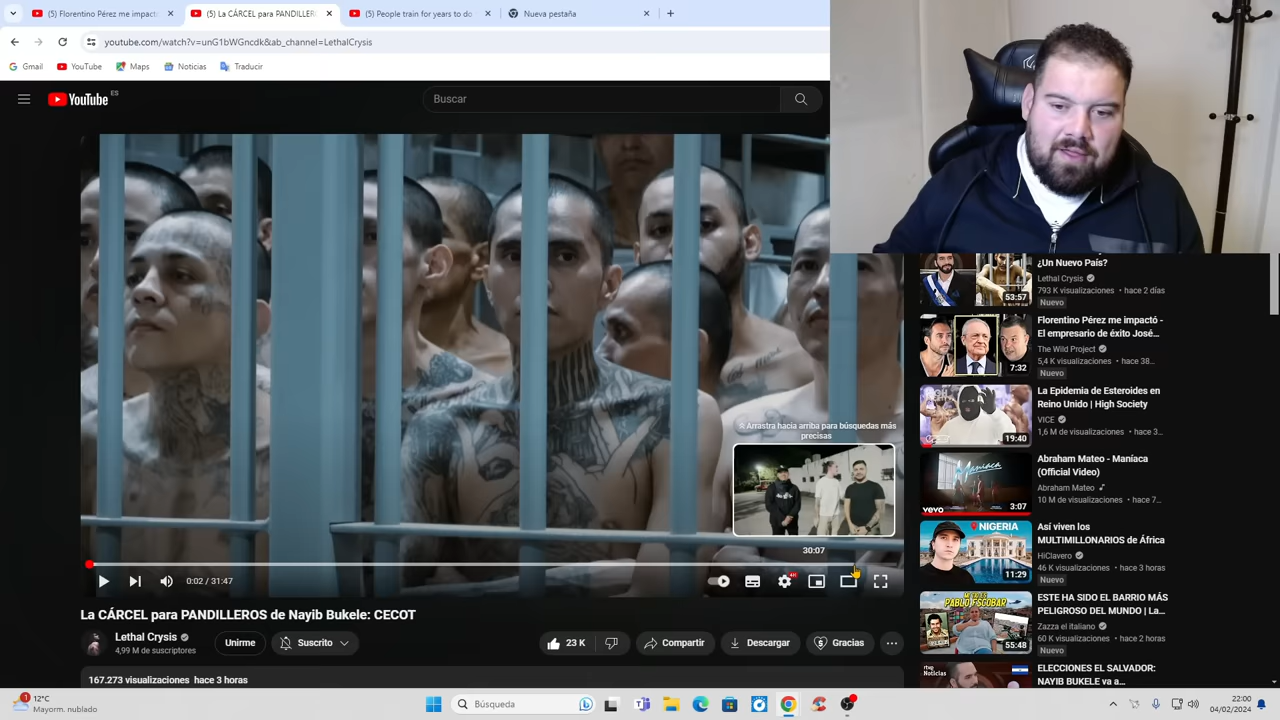 (5) Florentino Pérez me impact
(5) La CÁRCEL para PANDILLER
(5) People train for years to do
Nueva pestaña
youtube.com/watch?v=unG1bWGncdk&ab_channel=LethalCrysis
Gmail
YouTube
Maps
Noticias
Traducir
YouTube ES
Buscar
¿Un Nuevo País?
Lethal Crysis
793 K visualizaciones • hace 2 días
Nuevo
53:57
Florentino Pérez me impactó -
El empresario de éxito José…
The Wild Project
5,4 K visualizaciones • hace 38…
Nuevo
7:32
La Epidemia de Esteroides en
Reino Unido | High Society
VICE
1,6 M de visualizaciones • hace 3…
19:40
Abraham Mateo - Maníaca
(Official Video)
Abraham Mateo
10 M de visualizaciones • hace 7…
Maníaca
vevo
3:07
Así viven los
MULTIMILLONARIOS de África
HiClavero
46 K visualizaciones • hace 3 horas
Nuevo
NIGERIA
11:29
ESTE HA SIDO EL BARRIO MÁS
PELIGROSO DEL MUNDO | La…
Zazza el italiano
60 K visualizaciones • hace 2 horas
Nuevo
PABLO ESCOBAR
55:48
ELECCIONES EL SALVADOR:
NAYIB BUKELE va a…
rtve
Noticias
Arrastra hacia arriba para búsquedas más
precisas
30:07
0:02 / 31:47
4K
La CÁRCEL para PANDILLEROS de Nayib Bukele: CECOT
Lethal Crysis
4,99 M de suscriptores
Unirme
Suscrito
23 K
Compartir
Descargar
Gracias
167.273 visualizaciones hace 3 horas
1
12°C
Mayorm. nublado
Búsqueda
22:00
04/02/2024